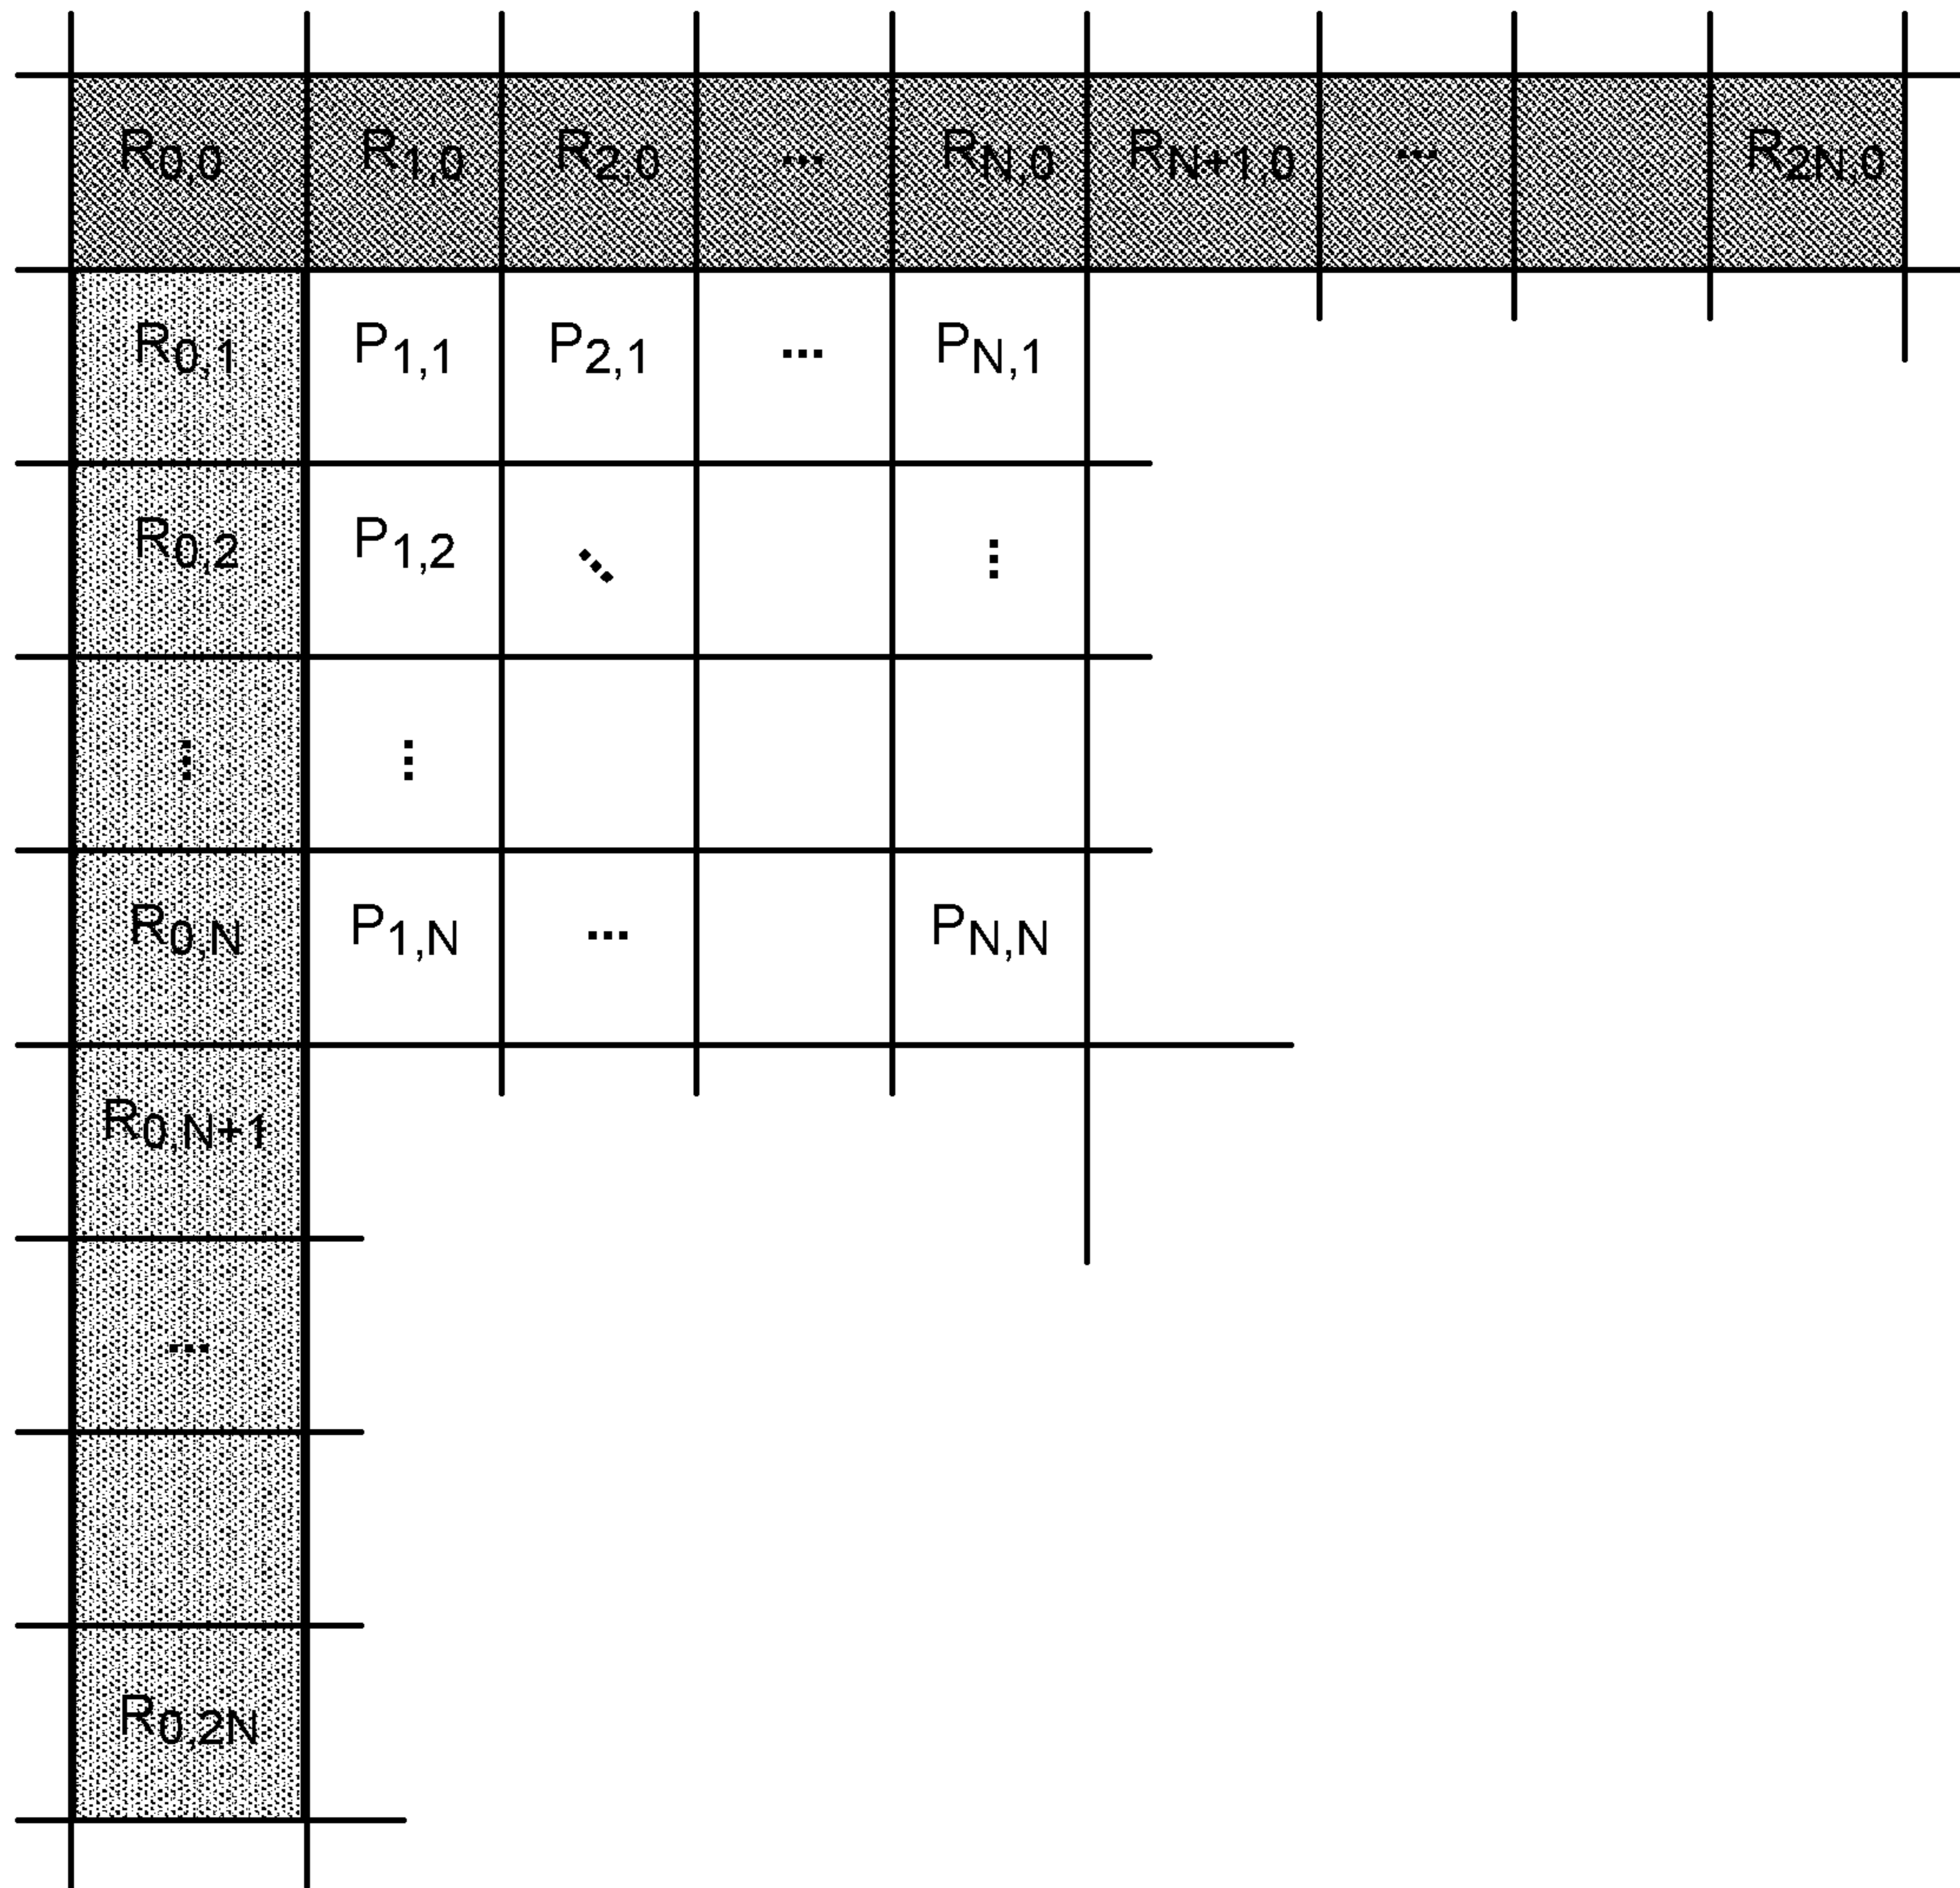 R0,0 R1,0 R2,0 ... RN,0 RN+1,0 ... R2N,0
R0,1 P1,1 P2,1 ... PN,1
R0,2 P1,2 ⋱ ⋮
⋮ ⋮
R0,N P1,N ... PN,N
R0,N+1
...
R0,2N